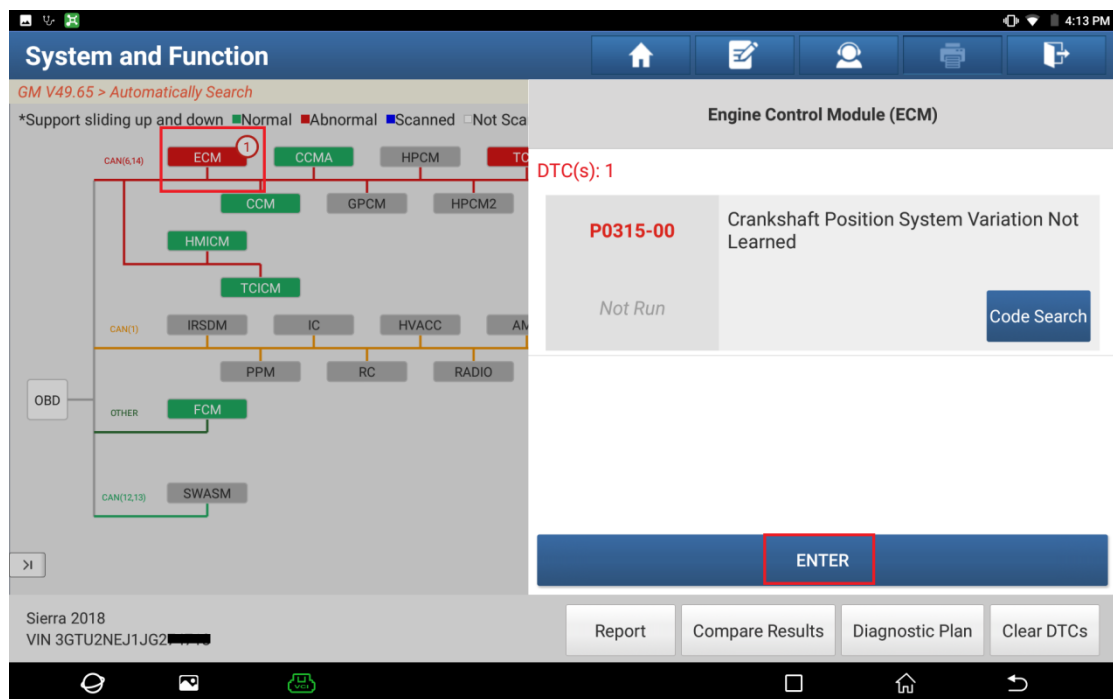 4:13 PM
System and Function
GM V49.65 > Automatically Search
*Support sliding up and down Normal Abnormal Scanned Not Sca
Engine Control Module (ECM)
CAN(6,14)
ECM
1
CCMA
HPCM
TC
DTC(s): 1
CCM
GPCM
HPCM2
P0315-00
Crankshaft Position System Variation Not
Learned
HMICM
TCICM
Not Run
Code Search
CAN(1)
IRSDM
IC
HVACC
AM
PPM
RC
RADIO
OBD
OTHER
FCM
CAN(12,13)
SWASM
ENTER
Sierra 2018
VIN 3GTU2NEJ1JG2
Report
Compare Results
Diagnostic Plan
Clear DTCs
VCI